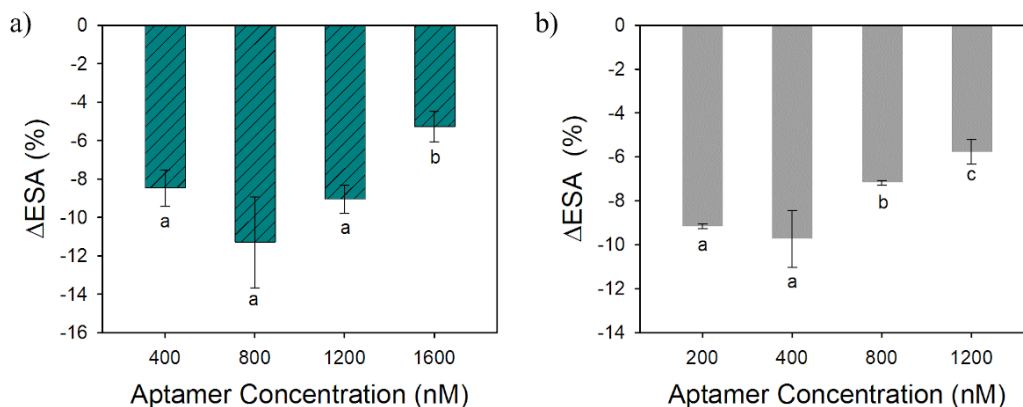 a)
0
-2
-4
-6
-8
-10
-12
-14
-16
ΔESA (%)
a
a
a
b
400 800 1200 1600
Aptamer Concentration (nM)
b)
0
-2
-4
-6
-8
-10
-12
-14
ΔESA (%)
a
a
b
c
200 400 800 1200
Aptamer Concentration (nM)